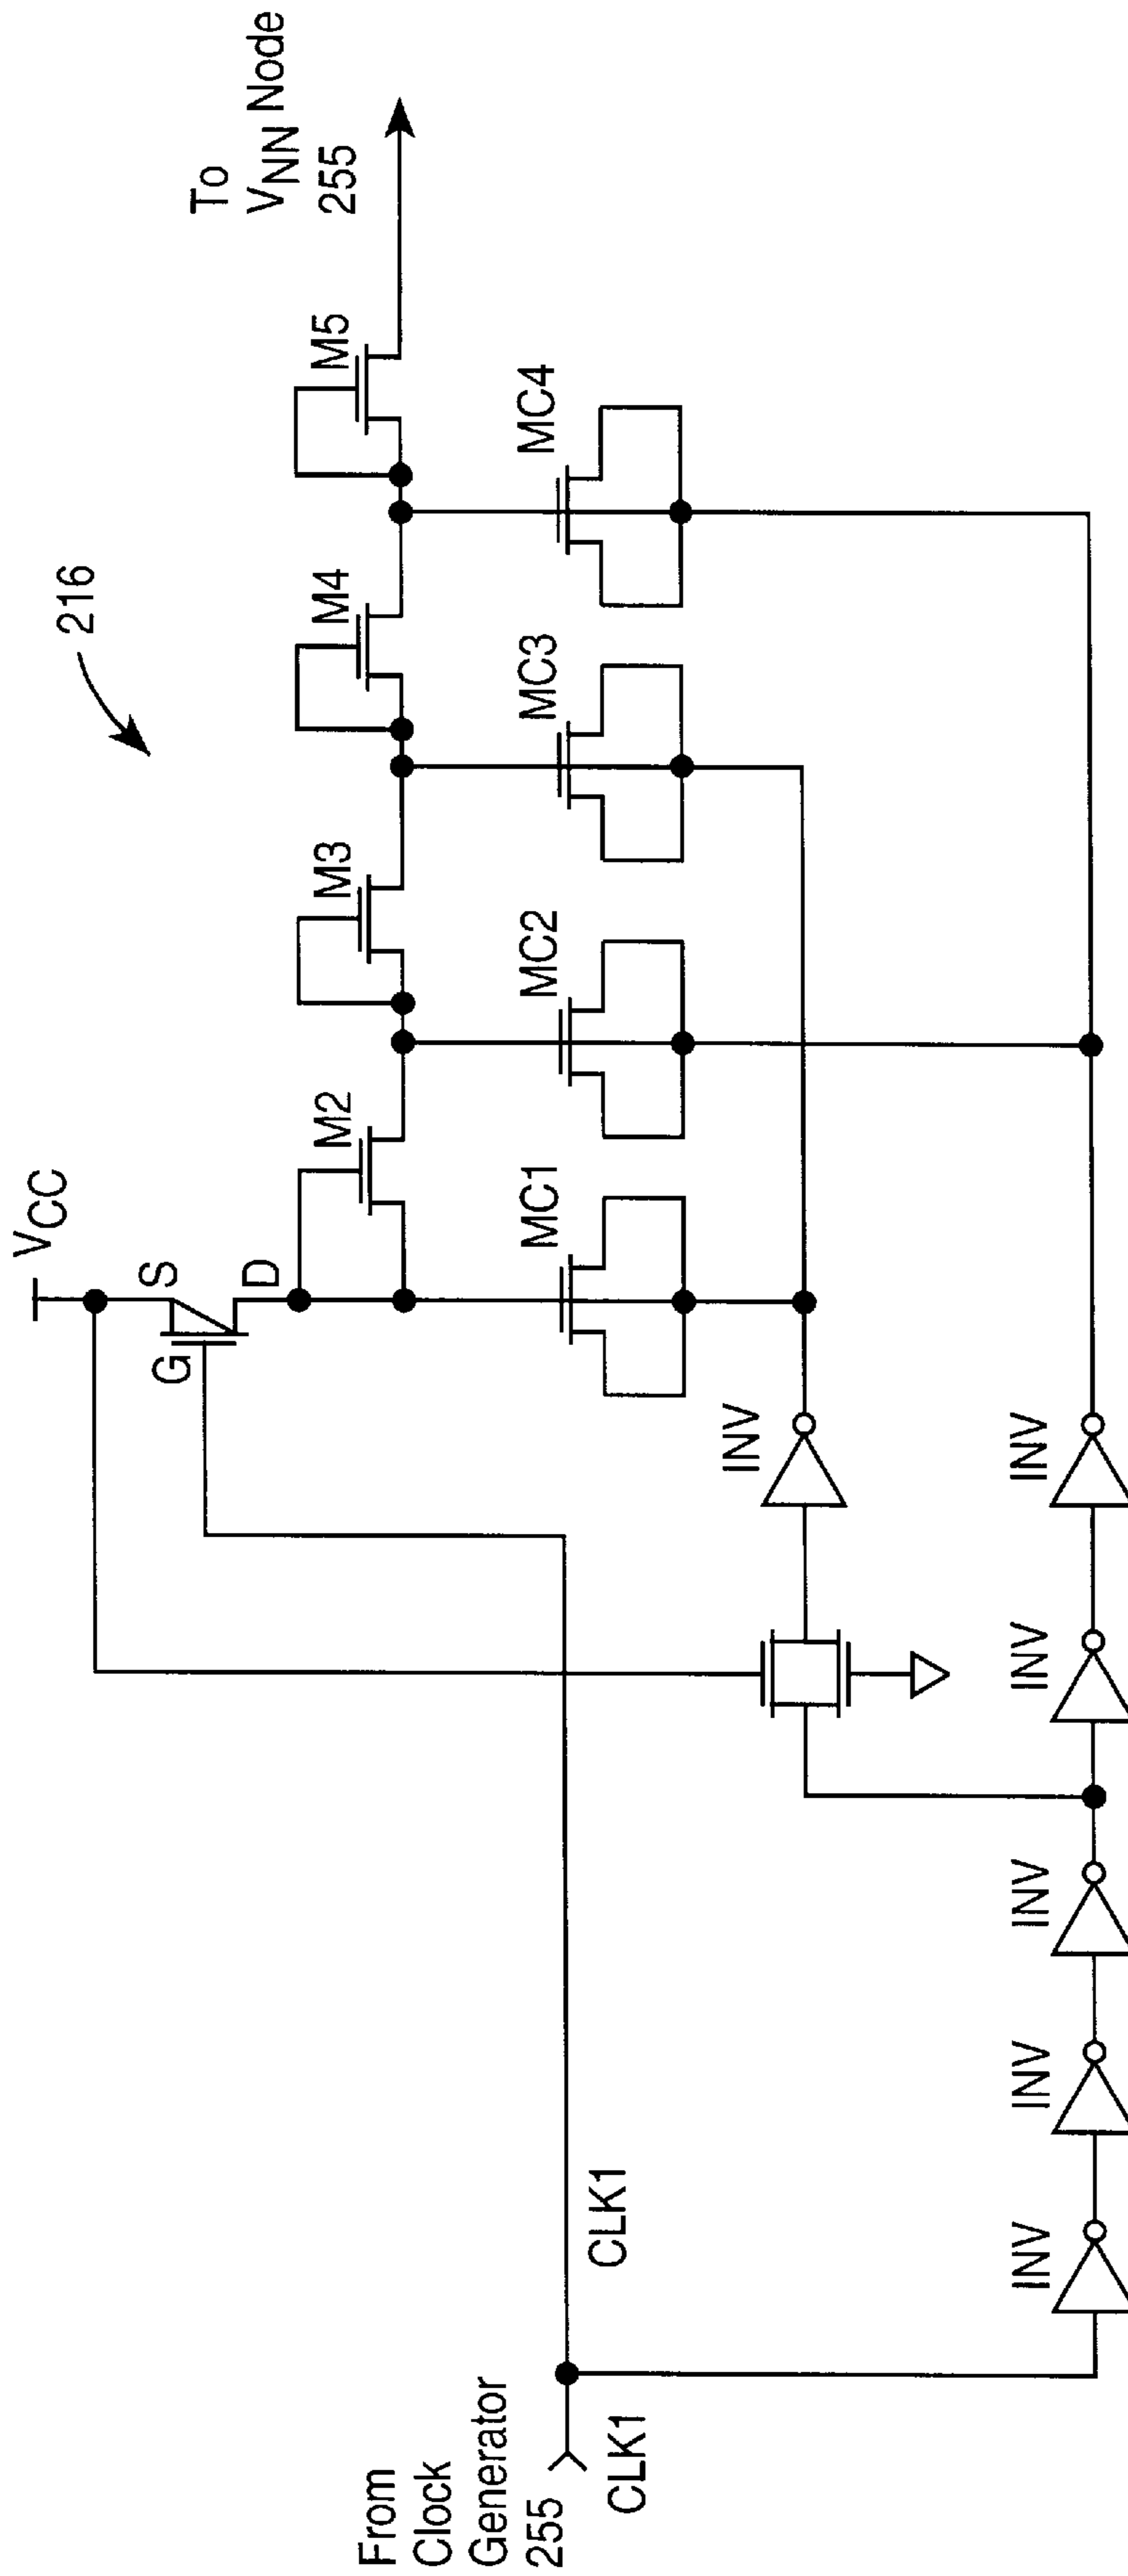 216
VCC
S
G
D
M2
M3
M4
M5
To
VNN Node
255
MC1
MC2
MC3
MC4
From
Clock
Generator
255
CLK1
CLK1
INV
INV
INV
INV
INV
INV